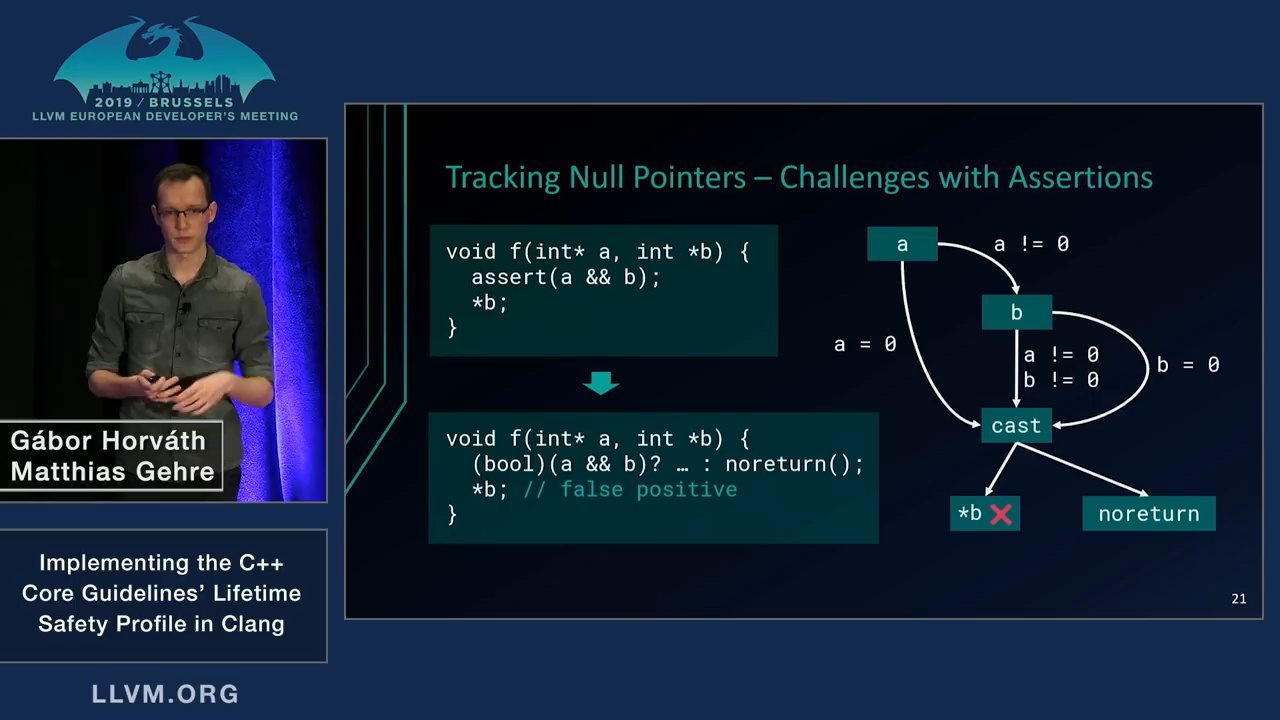 2019 / BRUSSELS
LLVM EUROPEAN DEVELOPER'S MEETING
Gábor Horváth
Matthias Gehre
Implementing the C++
Core Guidelines' Lifetime
Safety Profile in Clang
LLVM.ORG
Tracking Null Pointers – Challenges with Assertions
void f(int* a, int *b) {
assert(a && b);
*b;
}
void f(int* a, int *b) {
(bool)(a && b)? … : noreturn();
*b; // false positive
}
a
a != 0
b
a = 0
a != 0
b != 0
b = 0
cast
*b
noreturn
21